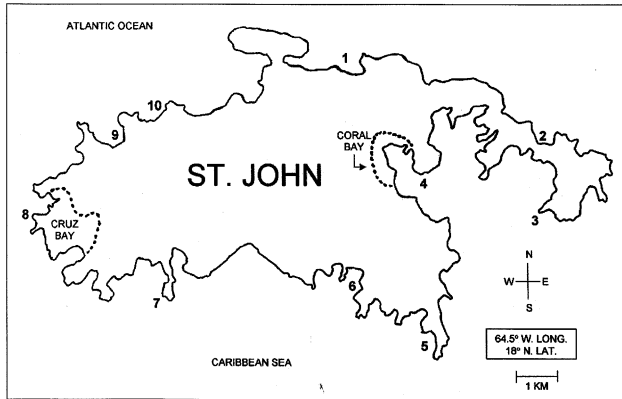 ATLANTIC OCEAN
1
10
9
2
CORAL
BAY
ST. JOHN
4
8
CRUZ
BAY
3
N
W E
S
7
6
5
64.5° W. LONG.
18° N. LAT.
CARIBBEAN SEA
1 KM